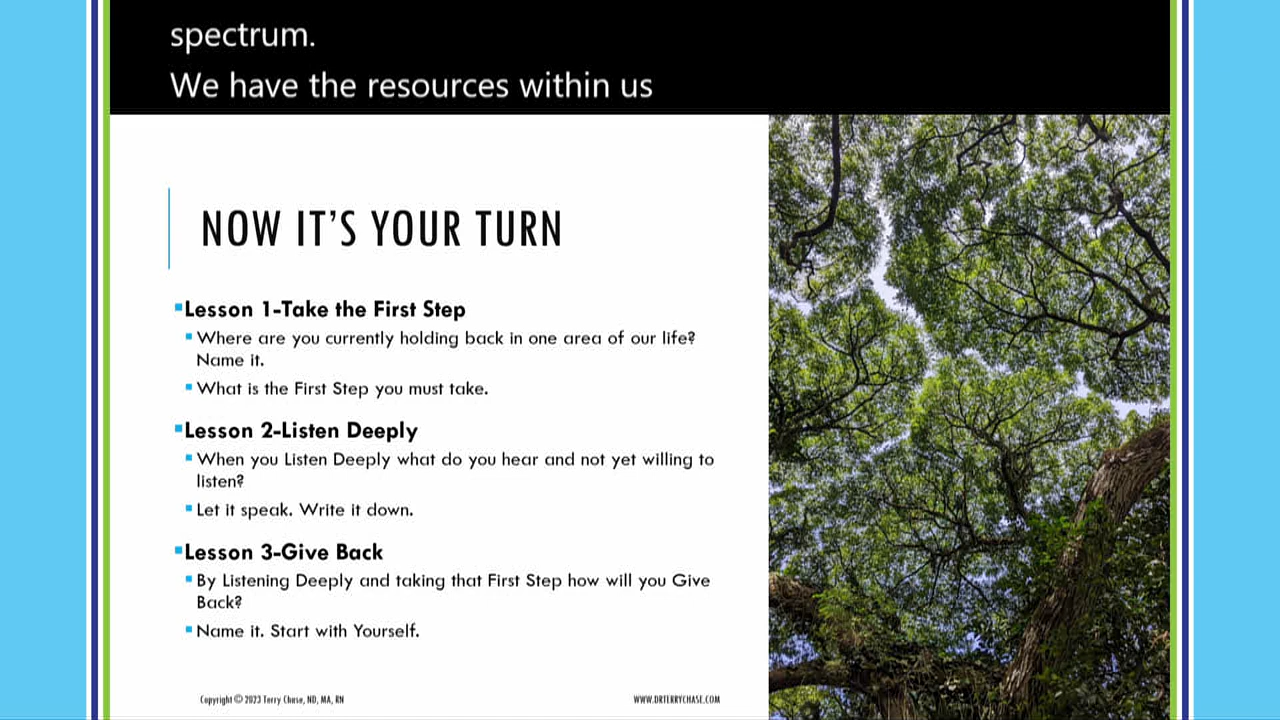 spectrum.
We have the resources within us
NOW IT'S YOUR TURN
Lesson 1-Take the First Step
Where are you currently holding back in one area of our life?
Name it.
What is the First Step you must take.
Lesson 2-Listen Deeply
When you Listen Deeply what do you hear and not yet willing to
listen?
Let it speak. Write it down.
Lesson 3-Give Back
By Listening Deeply and taking that First Step how will you Give
Back?
Name it. Start with Yourself.
Copyright © 2023 Terry Chase, ND, MA, RN
WWW.DRTERRYCHASE.COM